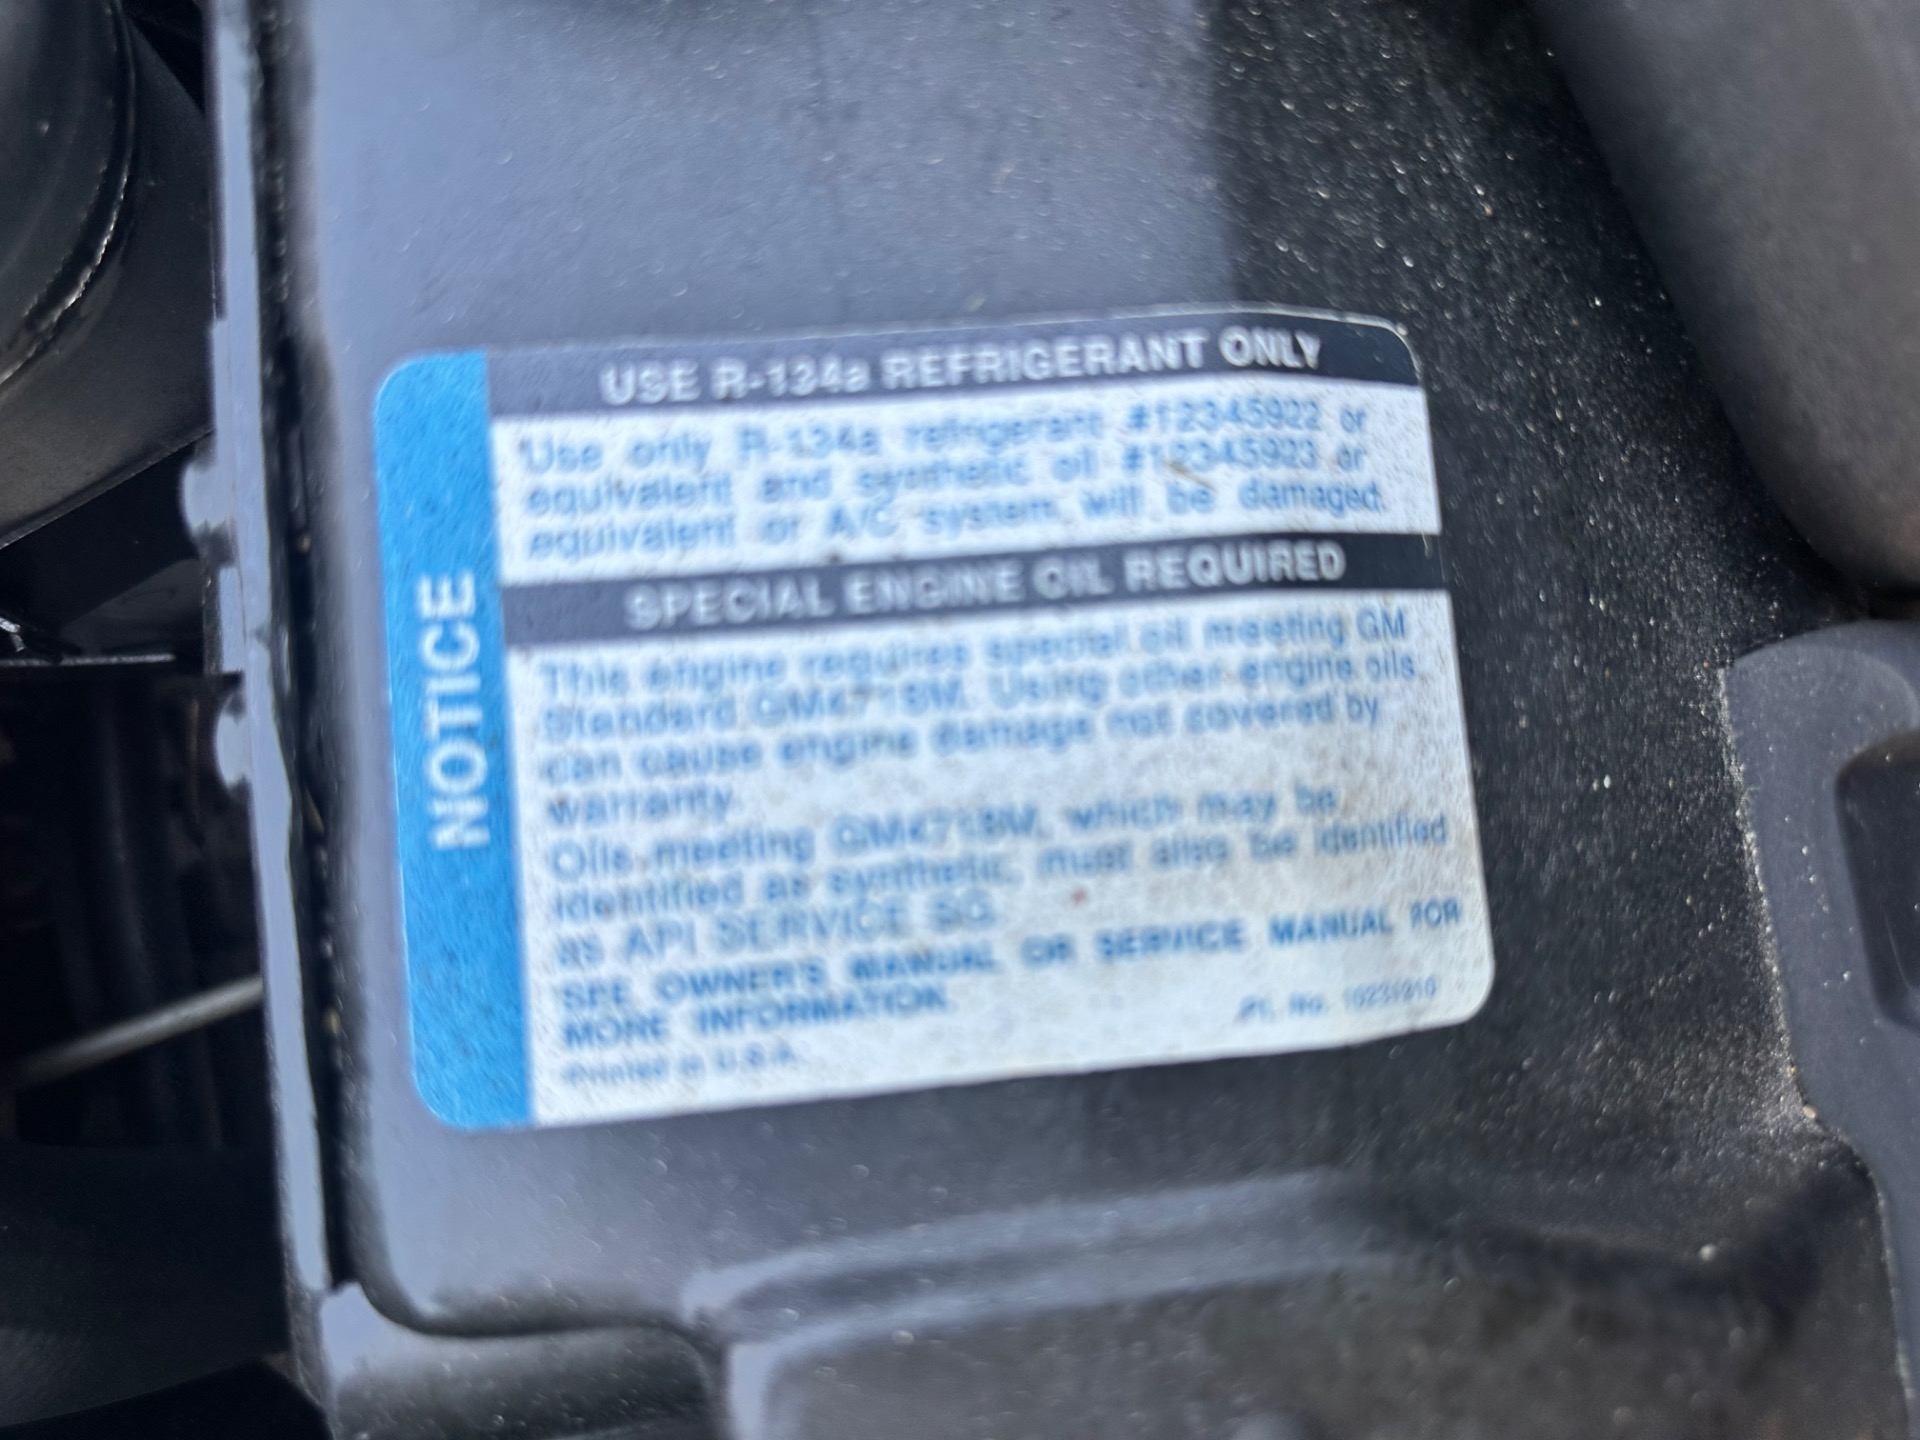 NOTICE
USE R-134a REFRIGERANT ONLY
Use only R-134a refrigerant #12345922 or
equivalent and synthetic oil #12345923 or
equivalent or A/C system will be damaged.
SPECIAL ENGINE OIL REQUIRED
This engine requires special oil meeting GM
Standard GM4718M. Using other engine oils
can cause engine damage not covered by
warranty.
Oils meeting GM4718M, which may be
identified as synthetic, must also be identified
as API SERVICE SG.
SEE OWNER'S MANUAL OR SERVICE MANUAL FOR
MORE INFORMATION.
Pt. No.
Printed in U.S.A.